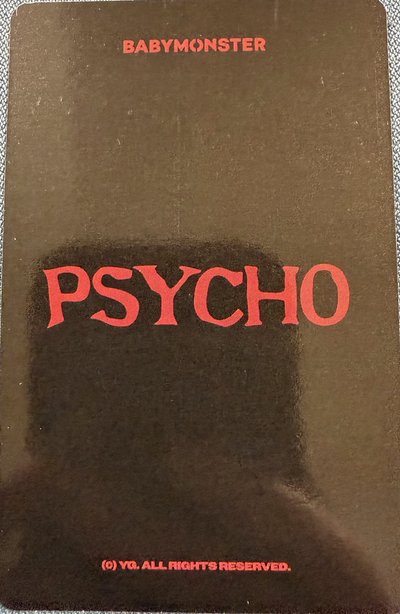 BABYMONSTER
PSYCHO
(C) YG. ALL RIGHTS RESERVED.